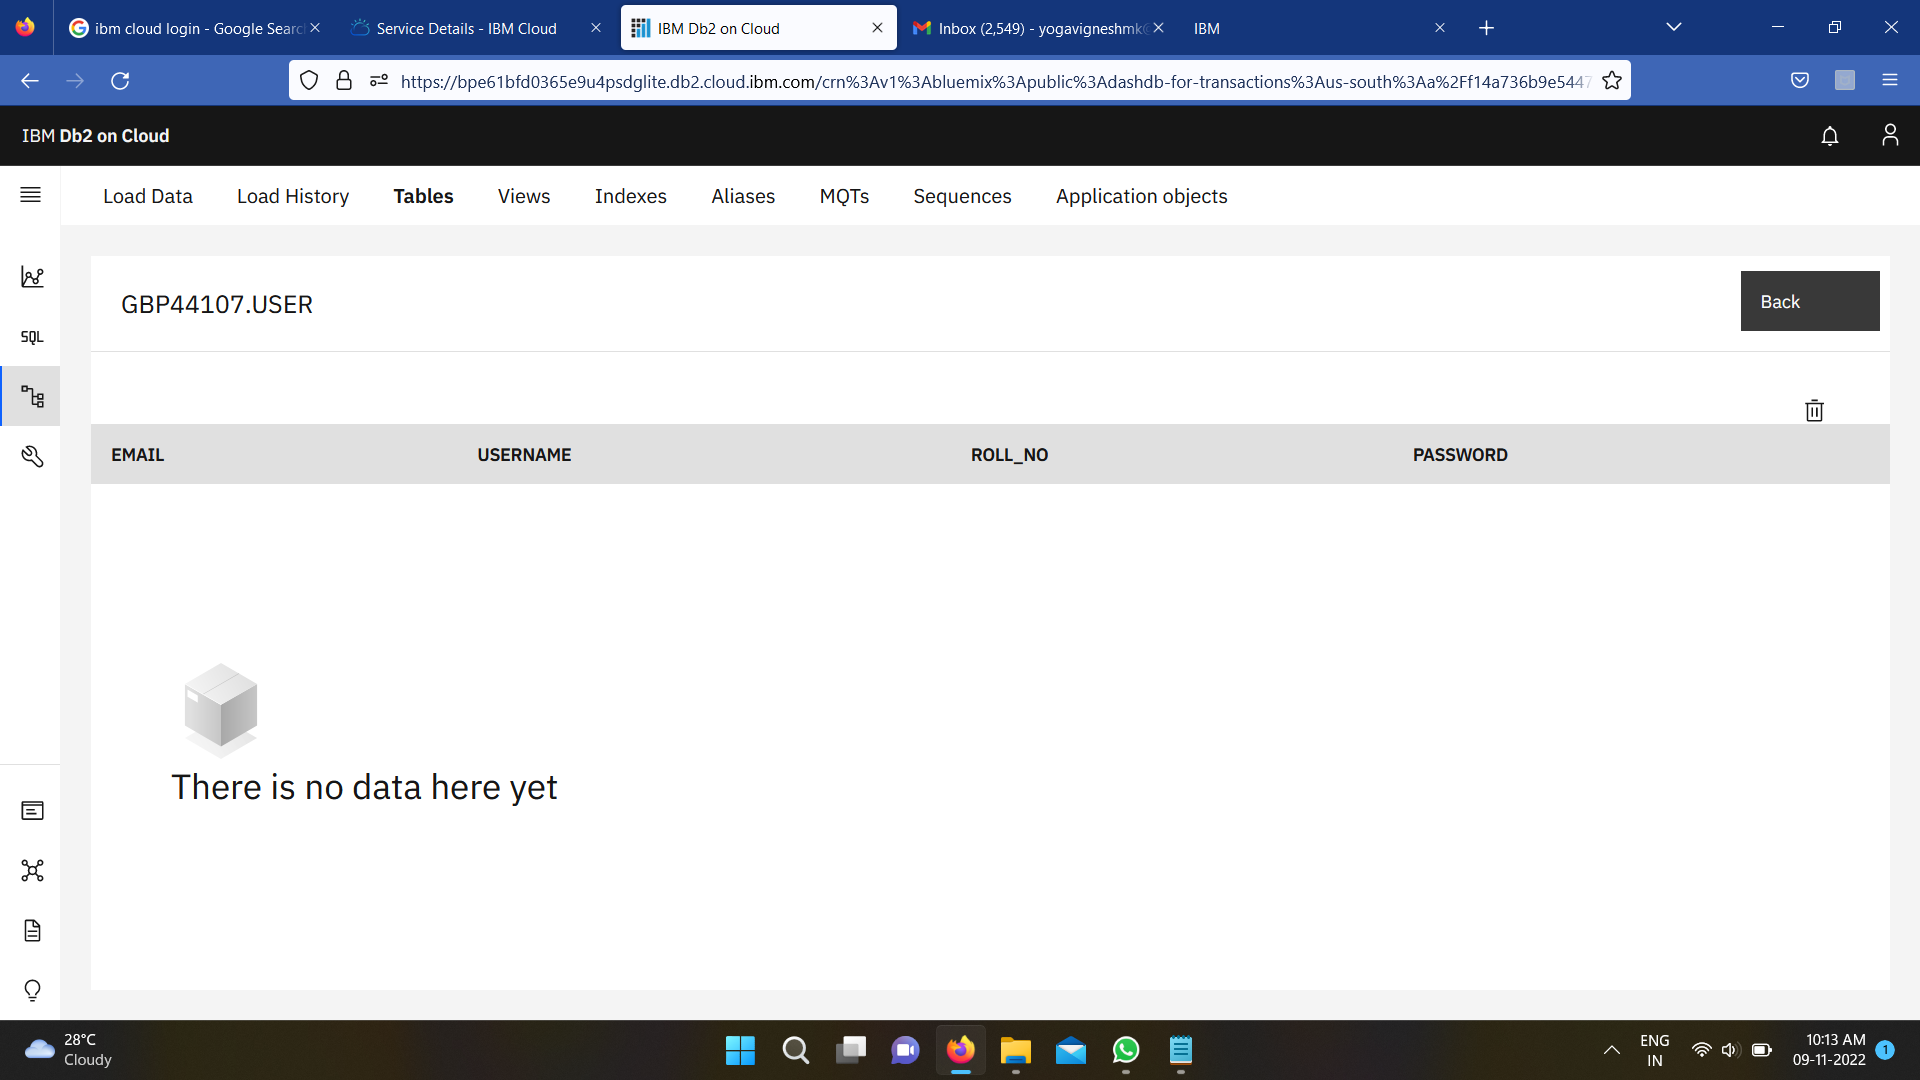 ibm cloud login - Google Searc
Service Details - IBM Cloud
IBM Db2 on Cloud
Inbox (2,549) - yogavigneshmk@
IBM
https://bpe61bfd0365e9u4psdglite.db2.cloud.ibm.com/crn%3Av1%3Abluemix%3Apublic%3Adashdb-for-transactions%3Aus-south%3Aa%2Ff14a736b9e5447
IBM Db2 on Cloud
Load Data
Load History
Tables
Views
Indexes
Aliases
MQTs
Sequences
Application objects
SQL
GBP44107.USER
Back
EMAIL
USERNAME
ROLL_NO
PASSWORD
There is no data here yet
28°C
Cloudy
ENG
IN
10:13 AM
09-11-2022
1